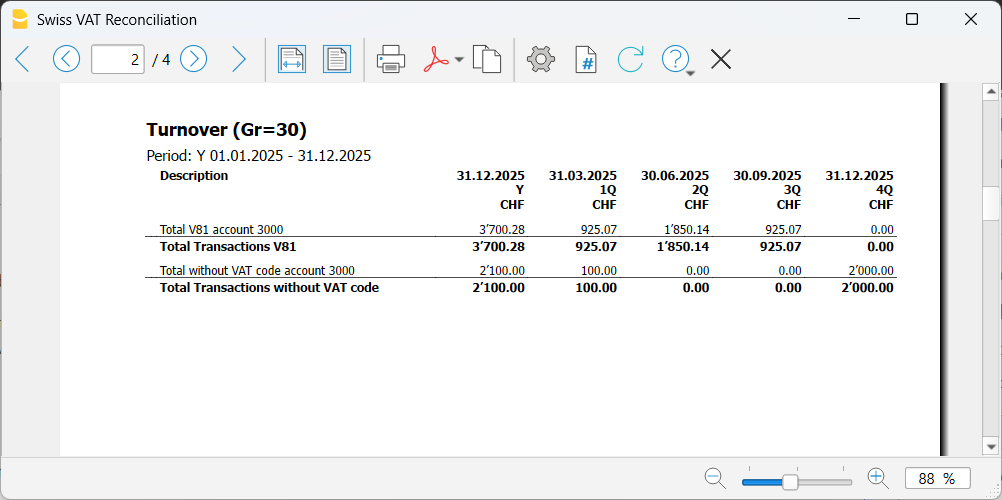 Swiss VAT Reconciliation
2 / 4
#
?
Turnover (Gr=30)
Period: Y 01.01.2025 - 31.12.2025
Description 31.12.2025 31.03.2025 30.06.2025 30.09.2025 31.12.2025
Y 1Q 2Q 3Q 4Q
CHF CHF CHF CHF CHF
Total V81 account 3000 3'700.28 925.07 1'850.14 925.07 0.00
Total Transactions V81 3'700.28 925.07 1'850.14 925.07 0.00
Total without VAT code account 3000 2'100.00 100.00 0.00 0.00 2'000.00
Total Transactions without VAT code 2'100.00 100.00 0.00 0.00 2'000.00
88 %